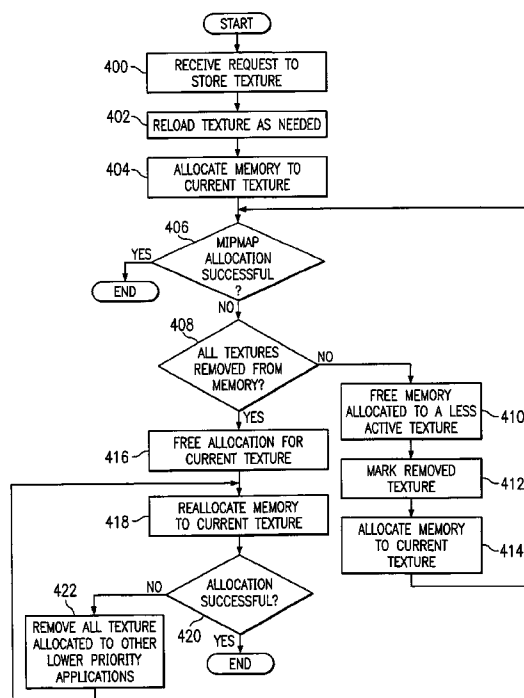 START
400
RECEIVE REQUEST TO
STORE TEXTURE
402
RELOAD TEXTURE AS NEEDED
404
ALLOCATE MEMORY TO
CURRENT TEXTURE
406
YES
MIPMAP
ALLOCATION
SUCCESSFUL
?
END
NO
408
ALL TEXTURES
REMOVED FROM
MEMORY?
NO
YES
FREE MEMORY
ALLOCATED TO A LESS
ACTIVE TEXTURE
410
416
FREE ALLOCATION FOR
CURRENT TEXTURE
MARK REMOVED
TEXTURE
412
418
REALLOCATE MEMORY
TO CURRENT TEXTURE
ALLOCATE MEMORY
TO CURRENT
TEXTURE
414
422
NO
ALLOCATION
SUCCESSFUL?
420
REMOVE ALL TEXTURE
ALLOCATED TO OTHER
LOWER PRIORITY
APPLICATIONS
YES
END